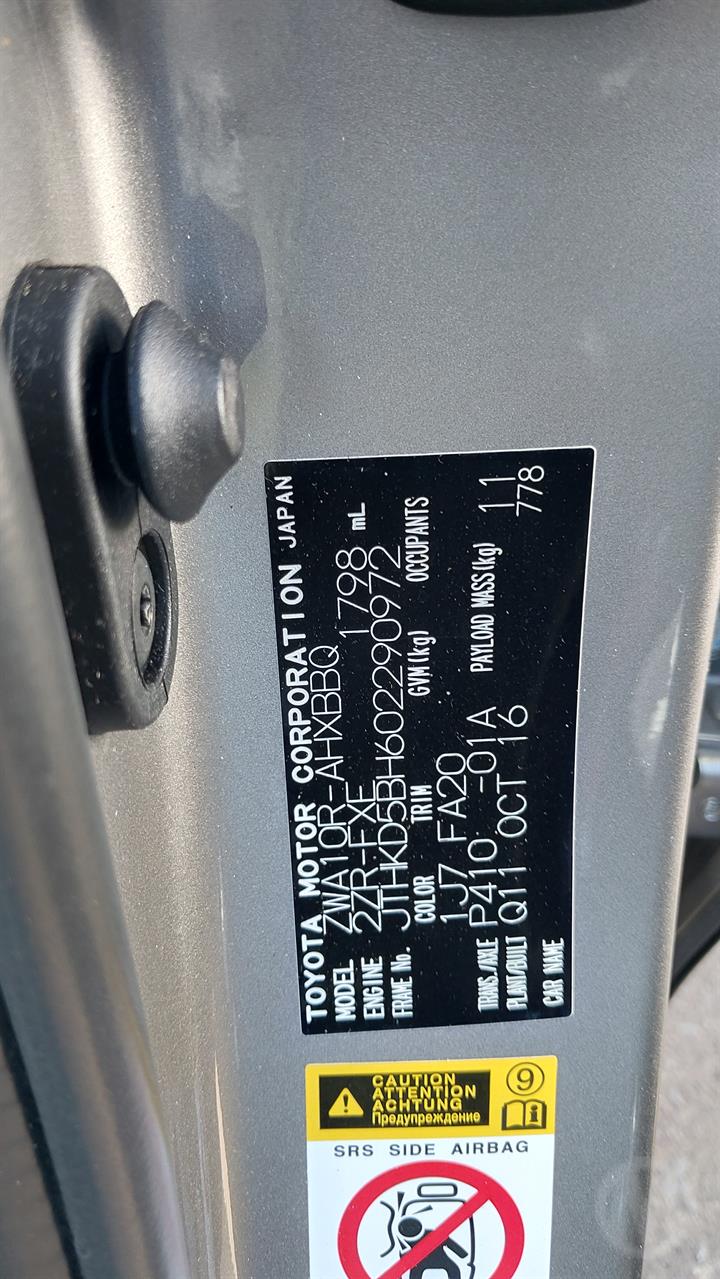 TOYOTA MOTOR CORPORATION JAPAN
MODEL ZWA10R-AHXBBQ
ENGINE 2ZR-FXE 1798 mL
FRAME No. JTHKD5BH602290972
COLOR TRIM GVM(kg) OCCUPANTS
1J7 FA20
TRANS./AXLE P410 -01A PAYLOAD MASS(kg) 11
PLANT/BUILT Q11 OCT 16 778
CAR NAME
CAUTION
ATTENTION
ACHTUNG
Предупреждение
9
SRS SIDE AIRBAG